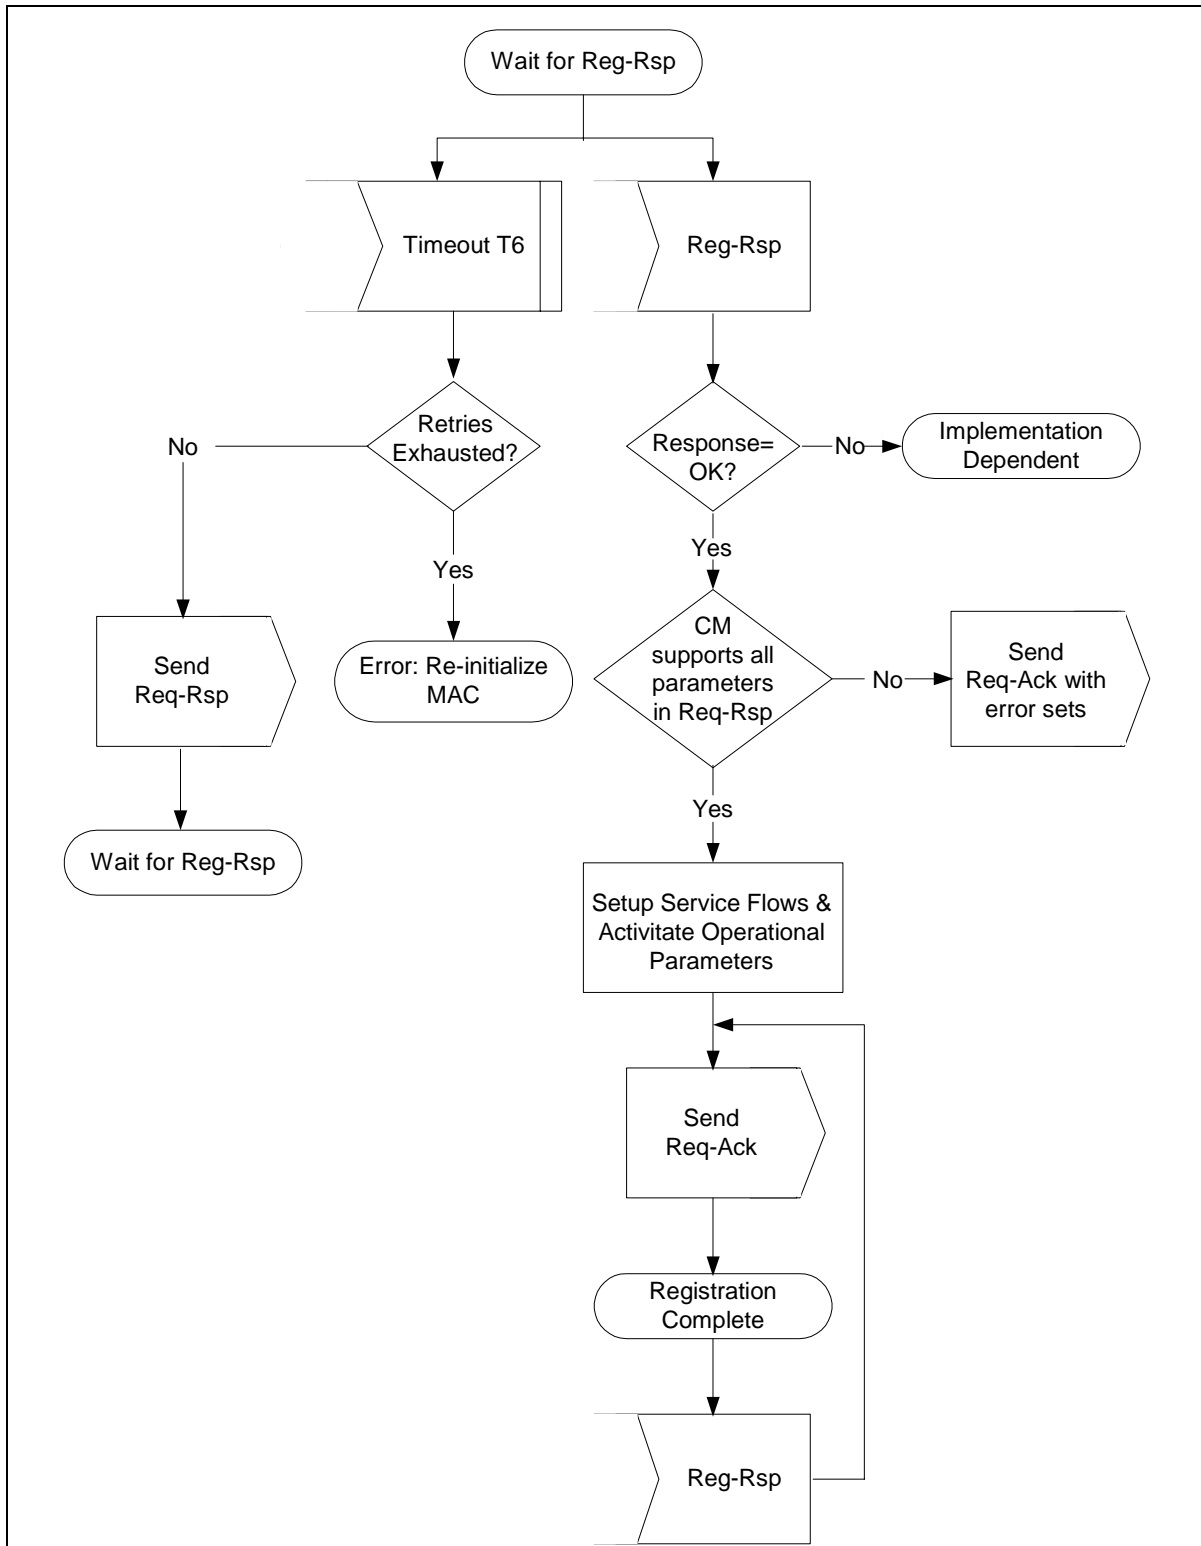 Wait for Reg-Rsp
Timeout T6
Reg-Rsp
Retries
Exhausted?
No
Yes
Response=
OK?
No
Implementation
Dependent
Yes
Send
Req-Rsp
Error: Re-initialize
MAC
CM
supports all
parameters
in Req-Rsp
No
Send
Req-Ack with
error sets
Wait for Reg-Rsp
Yes
Setup Service Flows &
Activitate Operational
Parameters
Send
Req-Ack
Registration
Complete
Reg-Rsp